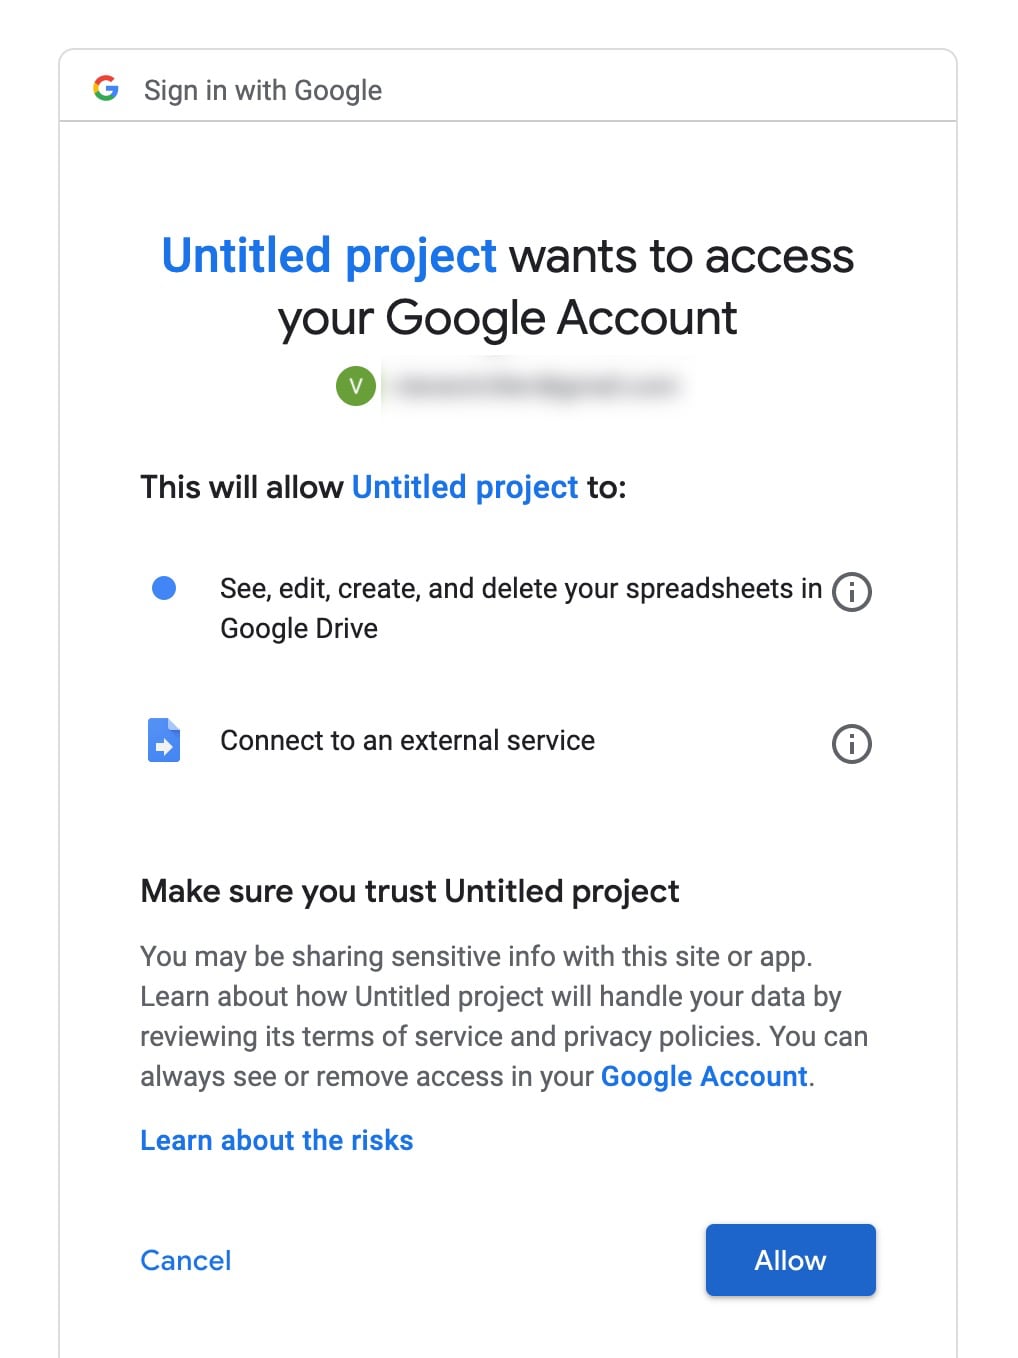 Sign in with Google
Untitled project wants to access
your Google Account
V
This will allow Untitled project to:
See, edit, create, and delete your spreadsheets in
Google Drive
Connect to an external service
Make sure you trust Untitled project
You may be sharing sensitive info with this site or app.
Learn about how Untitled project will handle your data by
reviewing its terms of service and privacy policies. You can
always see or remove access in your Google Account.
Learn about the risks
Cancel
Allow